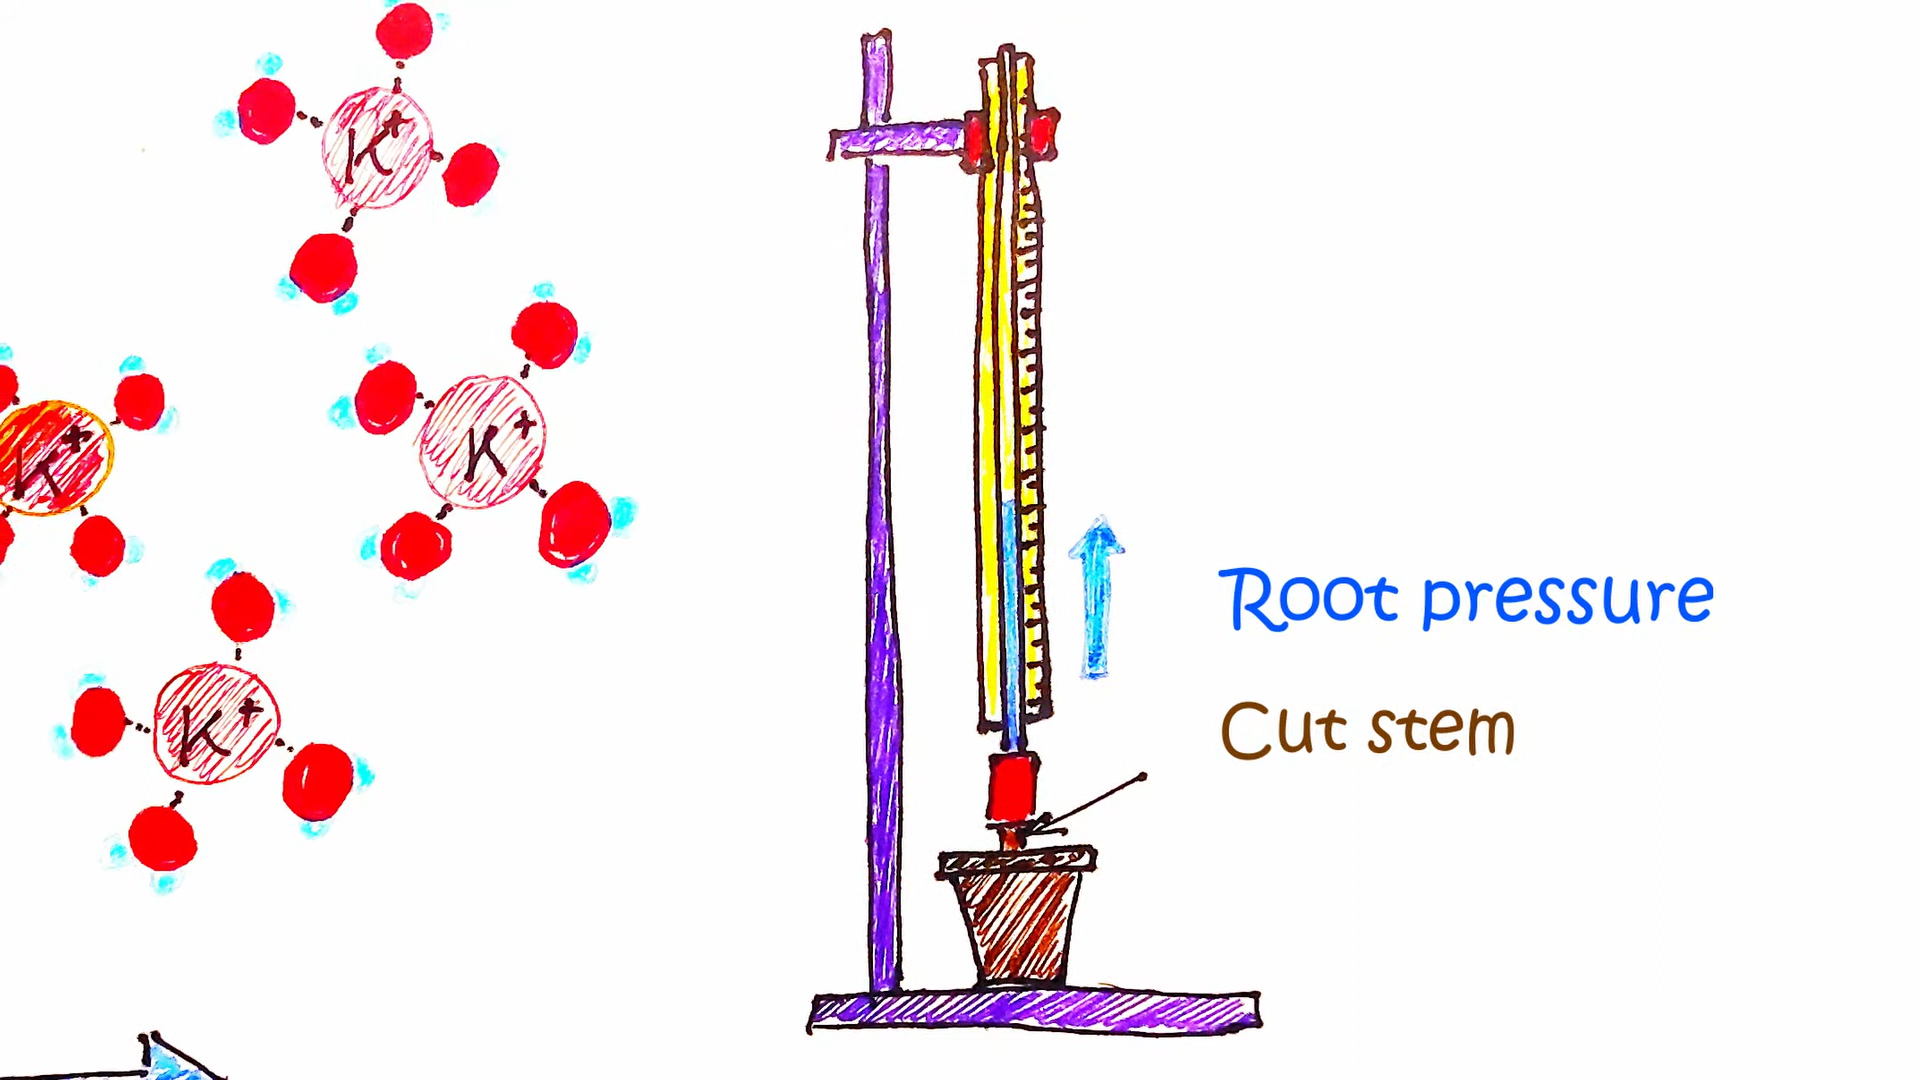 K+
K+
K+
K+
Root pressure
Cut stem